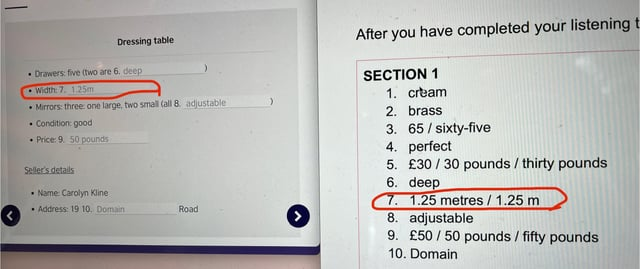 Dressing table
• Drawers: five (two are 6. deep )
• Width: 7. 1.25m
• Mirrors: three: one large, two small (all 8. adjustable )
• Condition: good
• Price: 9. 50 pounds
Seller's details
• Name: Carolyn Kline
• Address: 19 10. Domain Road
After you have completed your listening t
SECTION 1
1. cream
2. brass
3. 65 / sixty-five
4. perfect
5. £30 / 30 pounds / thirty pounds
6. deep
7. 1.25 metres / 1.25 m
8. adjustable
9. £50 / 50 pounds / fifty pounds
10. Domain